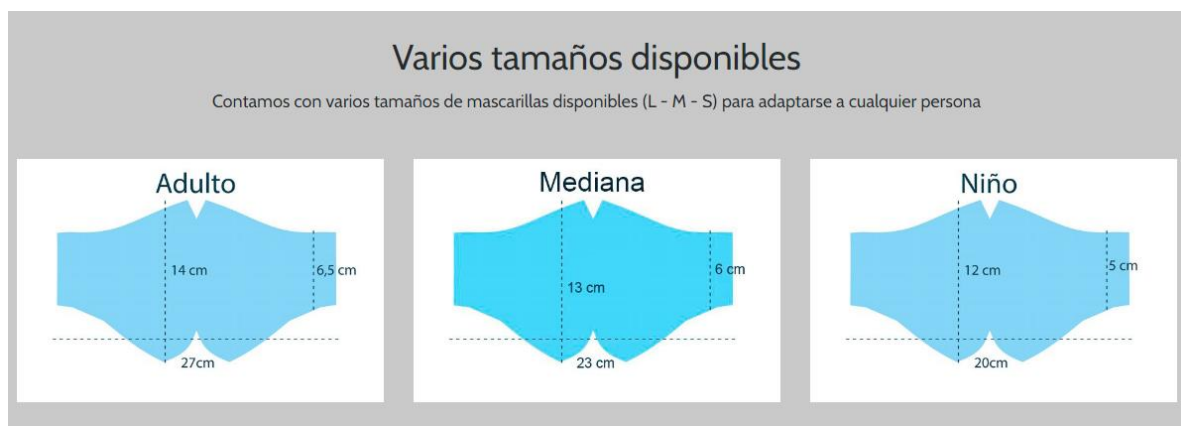 Varios tamaños disponibles
Contamos con varios tamaños de mascarillas disponibles (L - M - S) para adaptarse a cualquier persona
Adulto
14 cm
6,5 cm
27cm
Mediana
6 cm
13 cm
23 cm
Niño
12 cm
5 cm
20cm